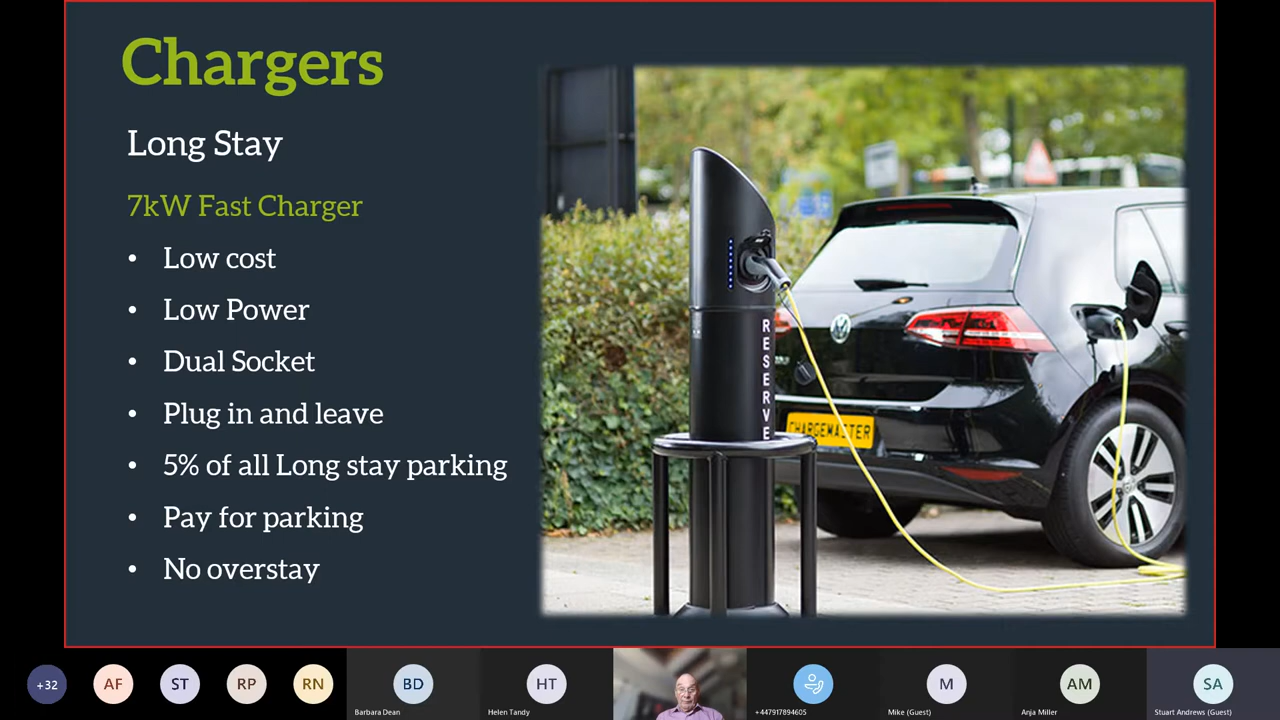 Chargers
Long Stay
7kW Fast Charger
• Low cost
• Low Power
• Dual Socket
• Plug in and leave
• 5% of all Long stay parking
• Pay for parking
• No overstay
RESERVE
CHARGEMASTER
+32
AF
ST
RP
RN
BD
HT
M
AM
SA
Barbara Dean
Helen Tandy
+447917894605
Mike (Guest)
Anja Miller
Stuart Andrews (Guest)